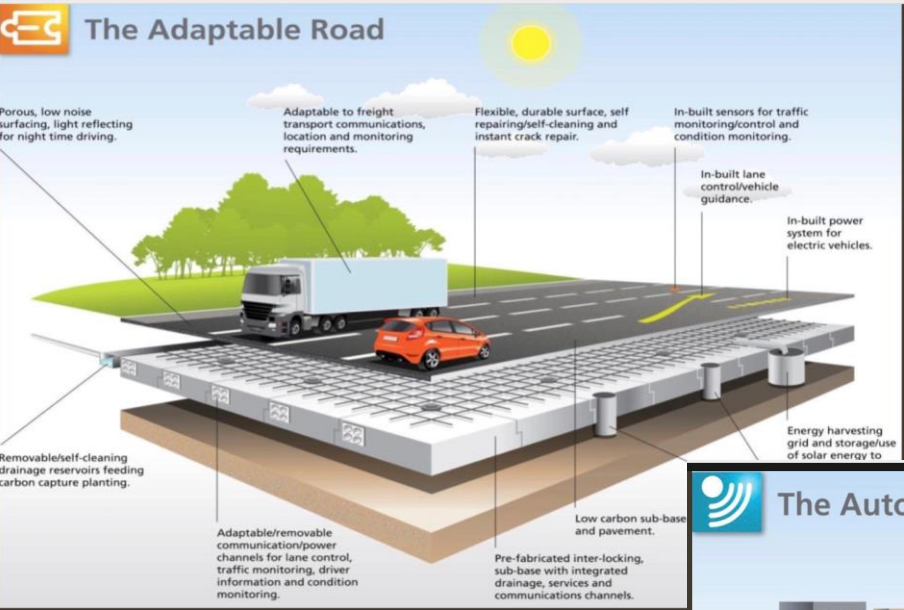 The Adaptable Road
Porous, low noise
surfacing, light reflecting
for night time driving.
Adaptable to freight
transport communications,
location and monitoring
requirements.
Flexible, durable surface, self
repairing/self-cleaning and
instant crack repair.
In-built sensors for traffic
monitoring/control and
condition monitoring.
In-built lane
control/vehicle
guidance.
In-built power
system for
electric vehicles.
Removable/self-cleaning
drainage reservoirs feeding
carbon capture planting.
Adaptable/removable
communication/power
channels for lane control,
traffic monitoring, driver
information and condition
monitoring.
Pre-fabricated inter-locking,
sub-base with integrated
drainage, services and
communications channels.
Low carbon sub-base
and pavement.
Energy harvesting
grid and storage/use
of solar energy to
The Auto